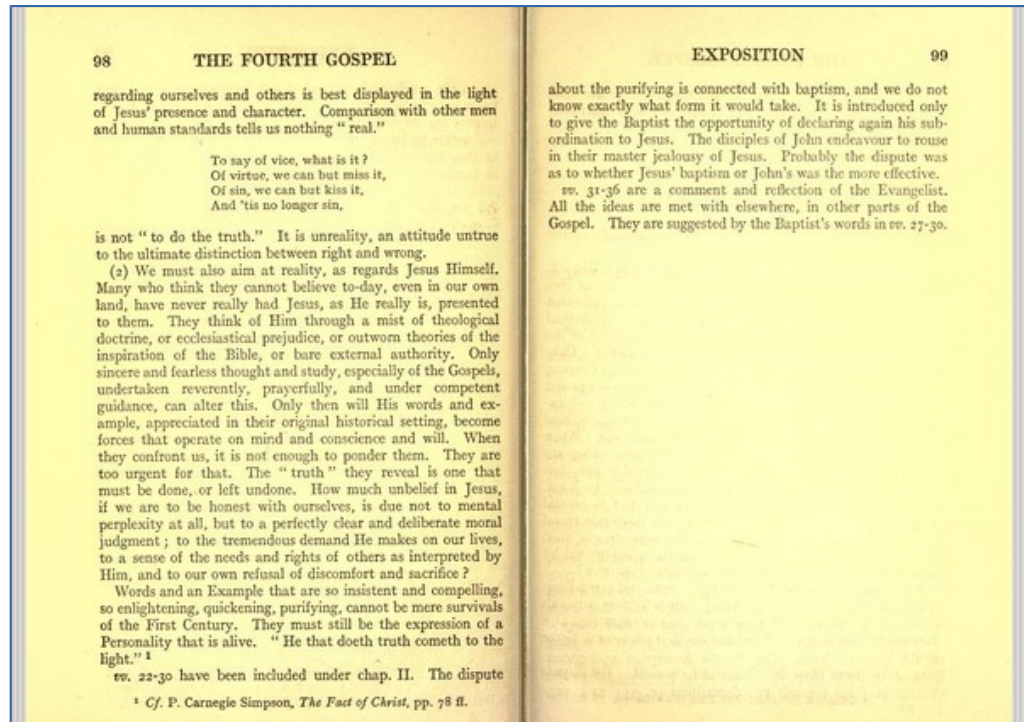 98 THE FOURTH GOSPEL
regarding ourselves and others is best displayed in the light
of Jesus' presence and character. Comparison with other men
and human standards tells us nothing " real."
To say of vice, what is it ?
Of virtue, we can but miss it,
Of sin, we can but kiss it,
And 'tis no longer sin,
is not " to do the truth." It is unreality, an attitude untrue
to the ultimate distinction between right and wrong.
(2) We must also aim at reality, as regards Jesus Himself.
Many who think they cannot believe to-day, even in our own
land, have never really had Jesus, as He really is, presented
to them. They think of Him through a mist of theological
doctrine, or ecclesiastical prejudice, or outworn theories of the
inspiration of the Bible, or bare external authority. Only
sincere and fearless thought and study, especially of the Gospels,
undertaken reverently, prayerfully, and under competent
guidance, can alter this. Only then will His words and ex-
ample, appreciated in their original historical setting, become
forces that operate on mind and conscience and will. When
they confront us, it is not enough to ponder them. They are
too urgent for that. The " truth " they reveal is one that
must be done, or left undone. How much unbelief in Jesus,
if we are to be honest with ourselves, is due not to mental
perplexity at all, but to a perfectly clear and deliberate moral
judgment ; to the tremendous demand He makes on our lives,
to a sense of the needs and rights of others as interpreted by
Him, and to our own refusal of discomfort and sacrifice ?
Words and an Example that are so insistent and compelling,
so enlightening, quickening, purifying, cannot be mere survivals
of the First Century. They must still be the expression of a
Personality that is alive. " He that doeth truth cometh to the
light." 1
vv. 22-30 have been included under chap. II. The dispute
1 Cf. P. Carnegie Simpson, The Fact of Christ, pp. 78 ff.
EXPOSITION 99
about the purifying is connected with baptism, and we do not
know exactly what form it would take. It is introduced only
to give the Baptist the opportunity of declaring again his sub-
ordination to Jesus. The disciples of John endeavour to rouse
in their master jealousy of Jesus. Probably the dispute was
as to whether Jesus' baptism or John's was the more effective.
vv. 31-36 are a comment and reflection of the Evangelist.
All the ideas are met with elsewhere, in other parts of the
Gospel. They are suggested by the Baptist's words in vv. 27-30.